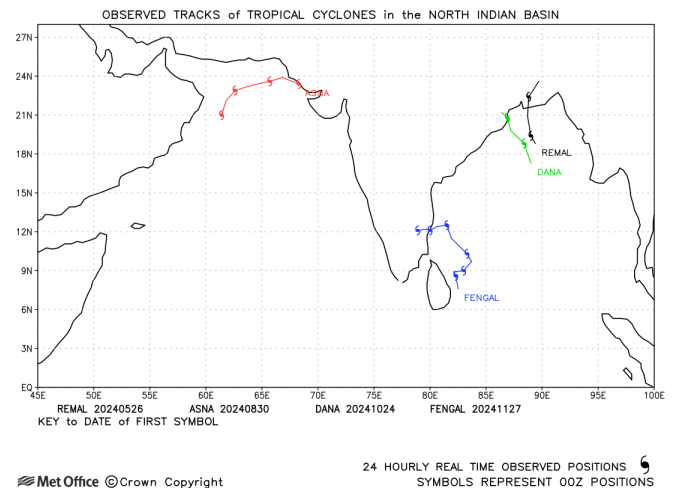 OBSERVED TRACKS of TROPICAL CYCLONES in the NORTH INDIAN BASIN
27N
24N
ASNA
21N
18N
REMAL
DANA
15N
12N
9N
FENGAL
6N
3N
EQ
45E 50E 55E 60E 65E 70E 75E 80E 85E 90E 95E 100E
REMAL 20240526 ASNA 20240830 DANA 20241024 FENGAL 20241127
KEY to DATE of FIRST SYMBOL
24 HOURLY REAL TIME OBSERVED POSITIONS
Met Office ©Crown Copyright SYMBOLS REPRESENT 00Z POSITIONS